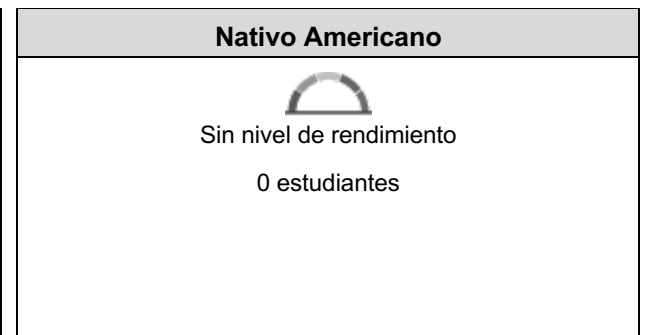 Nativo Americano
Sin nivel de rendimiento
0 estudiantes